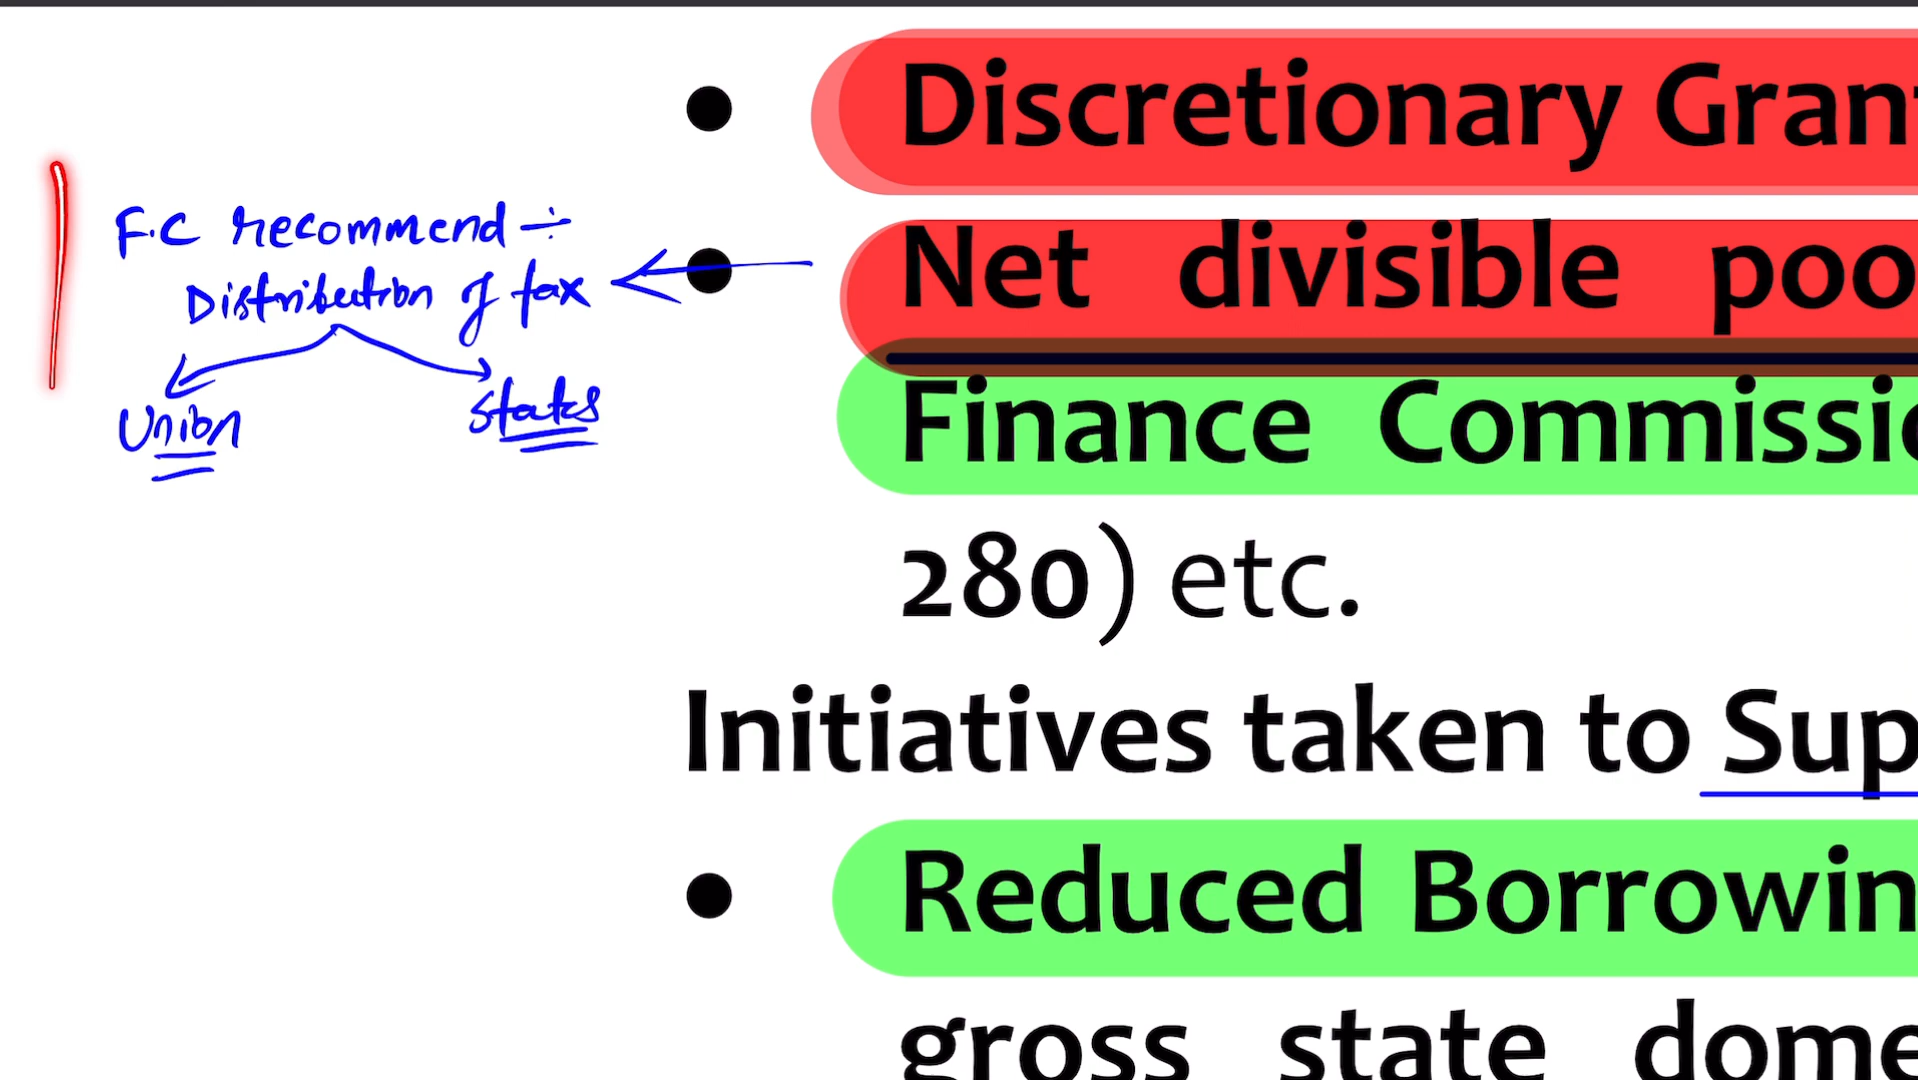 • Discretionary Gran
F.C recommend ÷
Distribution of tax
Union
States
• Net divisible poo
Finance Commissi
280) etc.
Initiatives taken to Sup
• Reduced Borrowin
gross state dome